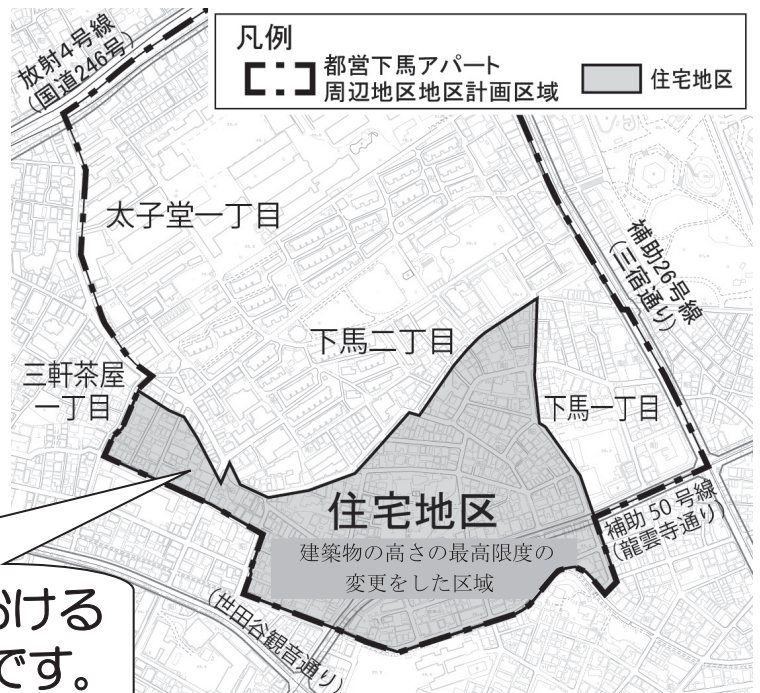 凡例
都営下馬アパート
周辺地区地区計画区域
住宅地区
放射4号線
(国道246号)
太子堂一丁目
補助26号線
(三宿通り)
下馬二丁目
三軒茶屋
一丁目
下馬一丁目
住宅地区
建築物の高さの最高限度の
変更をした区域
補助50号線
(龍雲寺通り)
(世田谷観音通り)
おける
です。